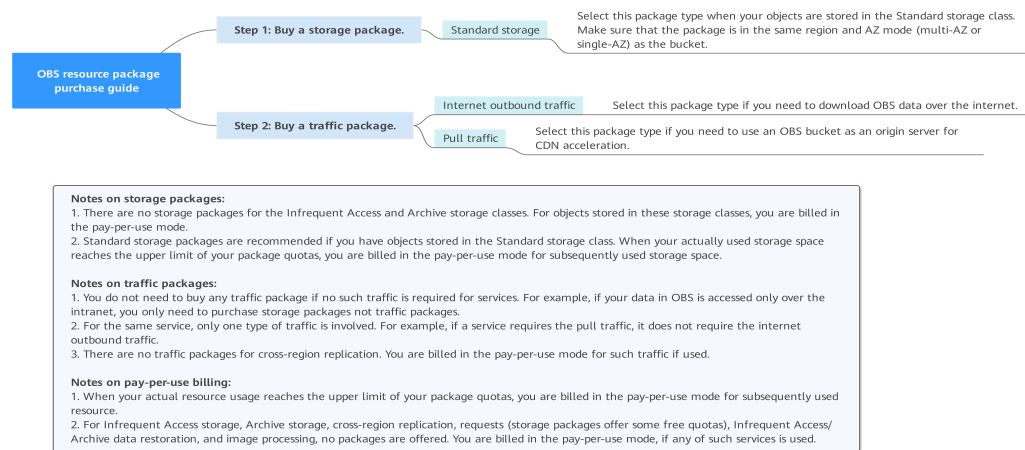 OBS resource package
purchase guide
Step 1: Buy a storage package.
Standard storage
Select this package type when your objects are stored in the Standard storage class.
Make sure that the package is in the same region and AZ mode (multi-AZ or
single-AZ) as the bucket.
Step 2: Buy a traffic package.
Internet outbound traffic
Select this package type if you need to download OBS data over the internet.
Pull traffic
Select this package type if you need to use an OBS bucket as an origin server for
CDN acceleration.
Notes on storage packages:
1. There are no storage packages for the Infrequent Access and Archive storage classes. For objects stored in these storage classes, you are billed in
the pay-per-use mode.
2. Standard storage packages are recommended if you have objects stored in the Standard storage class. When your actually used storage space
reaches the upper limit of your package quotas, you are billed in the pay-per-use mode for subsequently used storage space.
Notes on traffic packages:
1. You do not need to buy any traffic package if no such traffic is required for services. For example, if your data in OBS is accessed only over the
intranet, you only need to purchase storage packages not traffic packages.
2. For the same service, only one type of traffic is involved. For example, if a service requires the pull traffic, it does not require the internet
outbound traffic.
3. There are no traffic packages for cross-region replication. You are billed in the pay-per-use mode for such traffic if used.
Notes on pay-per-use billing:
1. When your actual resource usage reaches the upper limit of your package quotas, you are billed in the pay-per-use mode for subsequently used
resource.
2. For Infrequent Access storage, Archive storage, cross-region replication, requests (storage packages offer some free quotas), Infrequent Access/
Archive data restoration, and image processing, no packages are offered. You are billed in the pay-per-use mode, if any of such services is used.